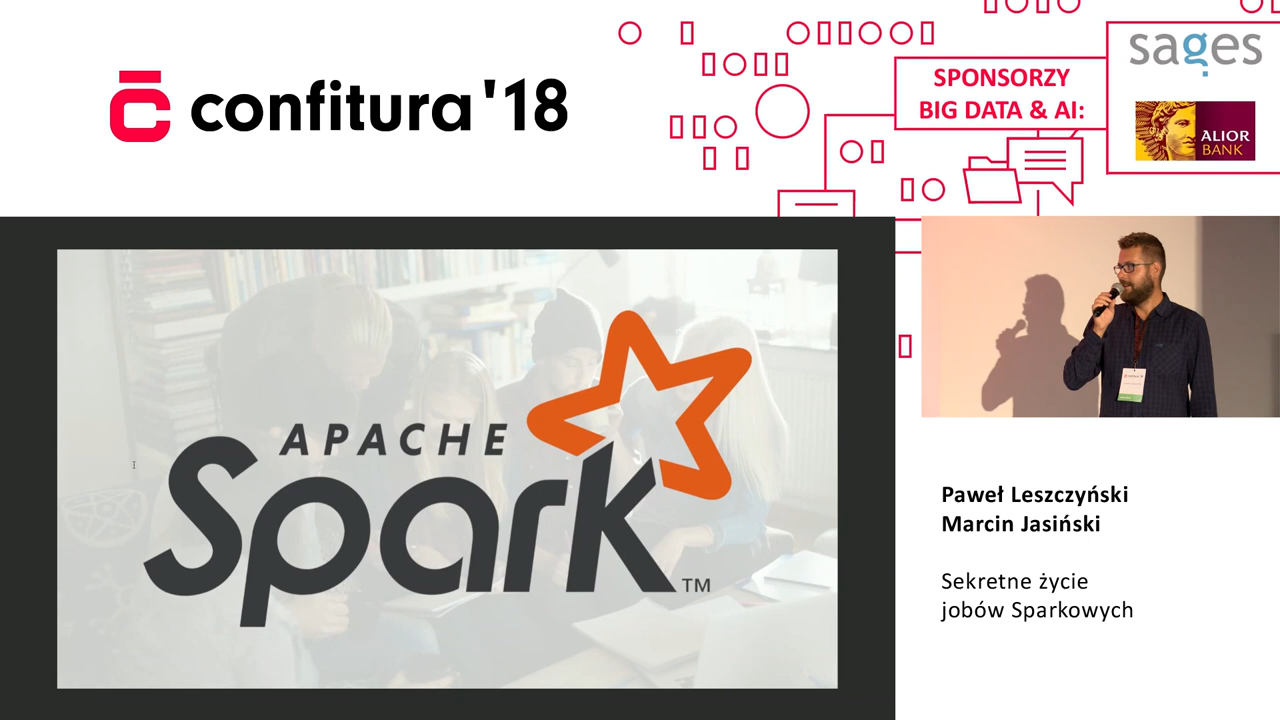 confitura '18
SPONSORZY
BIG DATA & AI:
sages
ALIOR
BANK
APACHE
Spark
TM
Paweł Leszczyński
Marcin Jasiński
Sekretne życie
jobów Sparkowych